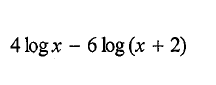 4 log x − 6 log (x + 2)